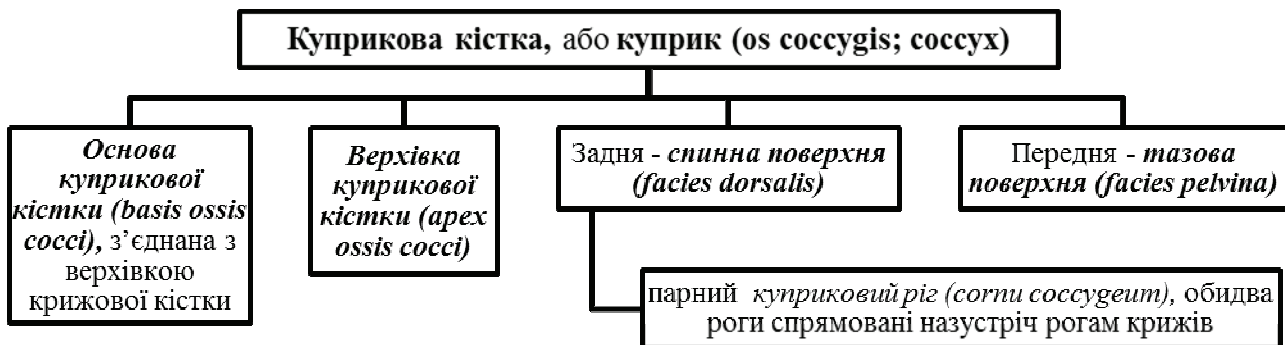 Куприкова кістка, або куприк (os coccygis; coccyx)
Основа
куприкової
кістки (basis ossis
cocci), з’єднана з
верхівкою
крижової кістки
Верхівка
куприкової
кістки (apex
ossis cocci)
Задня - спинна поверхня
(facies dorsalis)
Передня - тазова
поверхня (facies pelvina)
парний куприковий ріг (cornu coccygeum), обидва
роги спрямовані назустріч рогам крижів